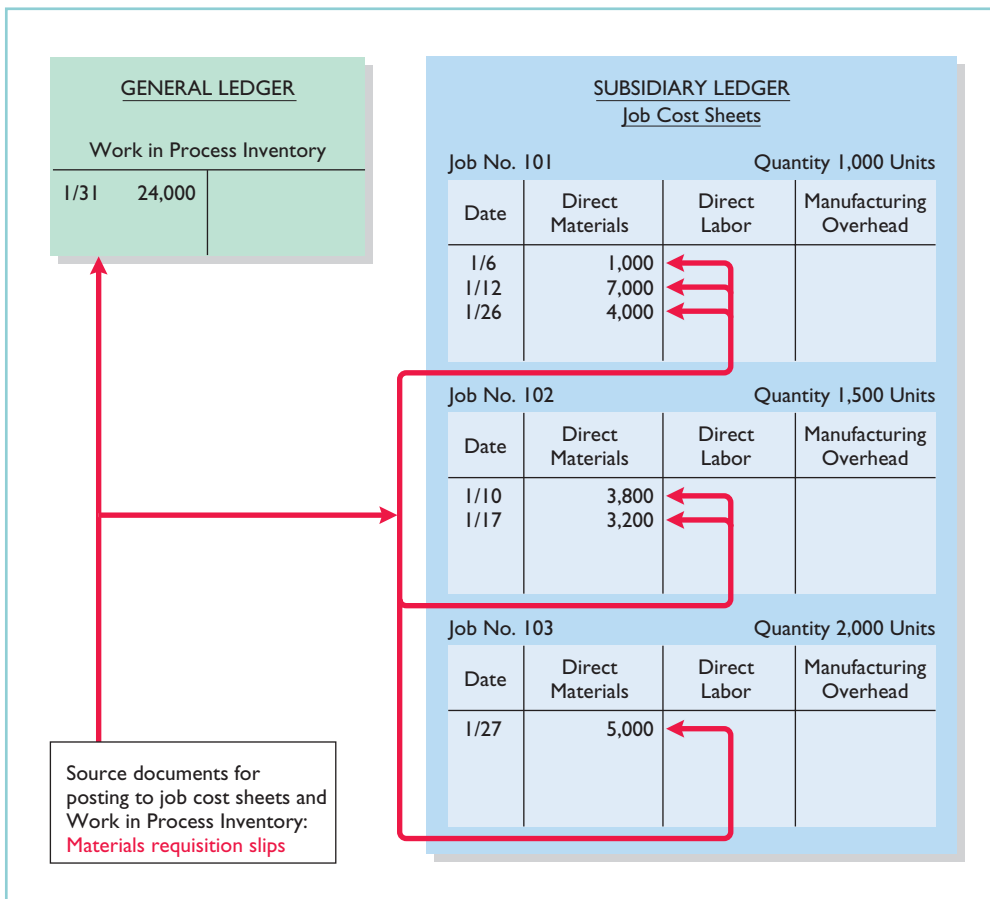 GENERAL LEDGER
Work in Process Inventory
1/31 24,000
SUBSIDIARY LEDGER
Job Cost Sheets
Job No. 101 Quantity 1,000 Units
Date Direct Materials Direct Labor Manufacturing Overhead
1/6 1,000
1/12 7,000
1/26 4,000
Job No. 102 Quantity 1,500 Units
Date Direct Materials Direct Labor Manufacturing Overhead
1/10 3,800
1/17 3,200
Job No. 103 Quantity 2,000 Units
Date Direct Materials Direct Labor Manufacturing Overhead
1/27 5,000
Source documents for
posting to job cost sheets and
Work in Process Inventory:
Materials requisition slips